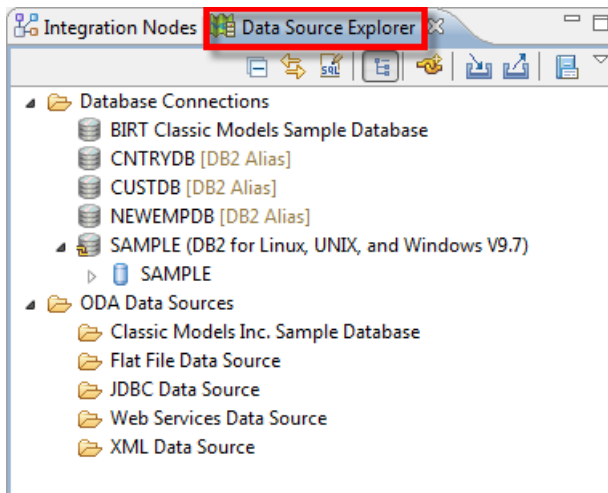 Integration Nodes Data Source Explorer
SQL
Database Connections
BIRT Classic Models Sample Database
CNTRYDB [DB2 Alias]
CUSTDB [DB2 Alias]
NEWEMPDB [DB2 Alias]
SAMPLE (DB2 for Linux, UNIX, and Windows V9.7)
SAMPLE
ODA Data Sources
Classic Models Inc. Sample Database
Flat File Data Source
JDBC Data Source
Web Services Data Source
XML Data Source